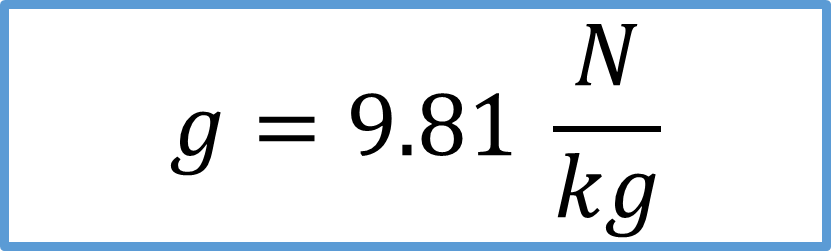 g = 9.81 N/kg